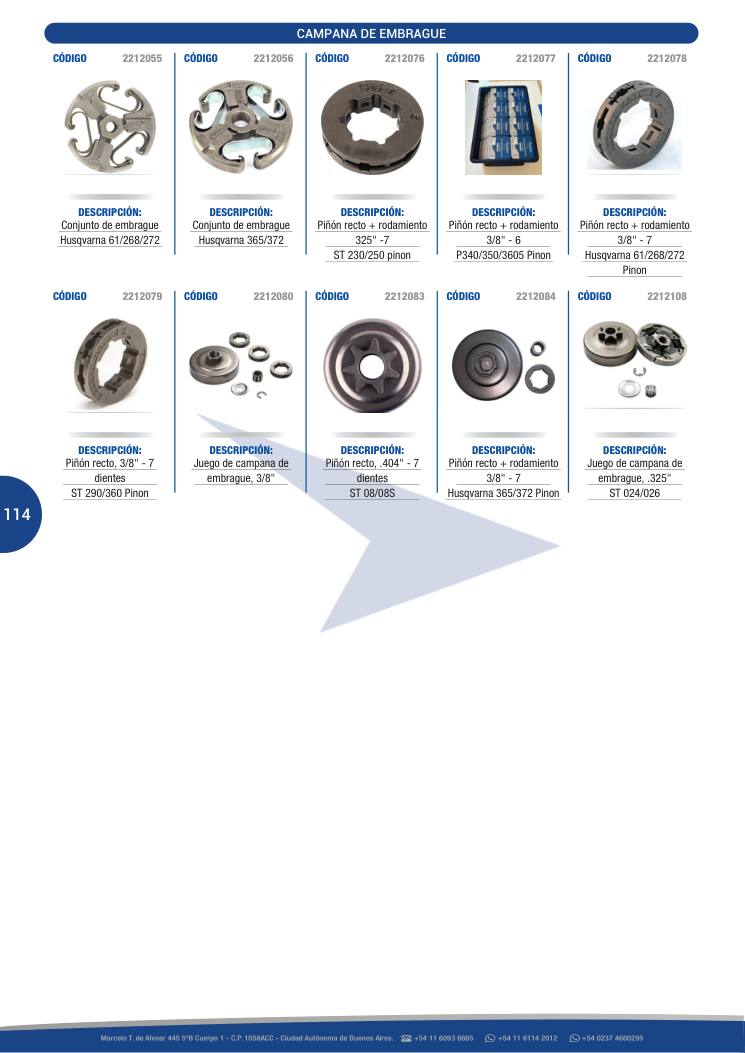 CAMPANA DE EMBRAGUE
CÓDIGO 2212055
DESCRIPCIÓN:
Conjunto de embrague
Husqvarna 61/268/272
CÓDIGO 2212056
DESCRIPCIÓN:
Conjunto de embrague
Husqvarna 365/372
CÓDIGO 2212076
DESCRIPCIÓN:
Piñón recto + rodamiento
325" -7
ST 230/250 pinon
CÓDIGO 2212077
DESCRIPCIÓN:
Piñón recto + rodamiento
3/8" - 6
P340/350/3605 Pinon
CÓDIGO 2212078
DESCRIPCIÓN:
Piñón recto + rodamiento
3/8" - 7
Husqvarna 61/268/272
Pinon
CÓDIGO 2212079
DESCRIPCIÓN:
Piñón recto, 3/8" - 7
dientes
ST 290/360 Pinon
CÓDIGO 2212080
DESCRIPCIÓN:
Juego de campana de
embrague, 3/8"
CÓDIGO 2212083
DESCRIPCIÓN:
Piñón recto, .404" - 7
dientes
ST 08/08S
CÓDIGO 2212084
DESCRIPCIÓN:
Piñón recto + rodamiento
3/8" - 7
Husqvarna 365/372 Pinon
CÓDIGO 2212108
DESCRIPCIÓN:
Juego de campana de
embrague, .325"
ST 024/026
114
Marcelo T. de Alvear 445 5ºB Cuerpo 1 - C.P. 1058ACC - Ciudad Autónoma de Buenos Aires. +54 11 6093 6665 +54 11 6114 2012 +54 0237 4660295